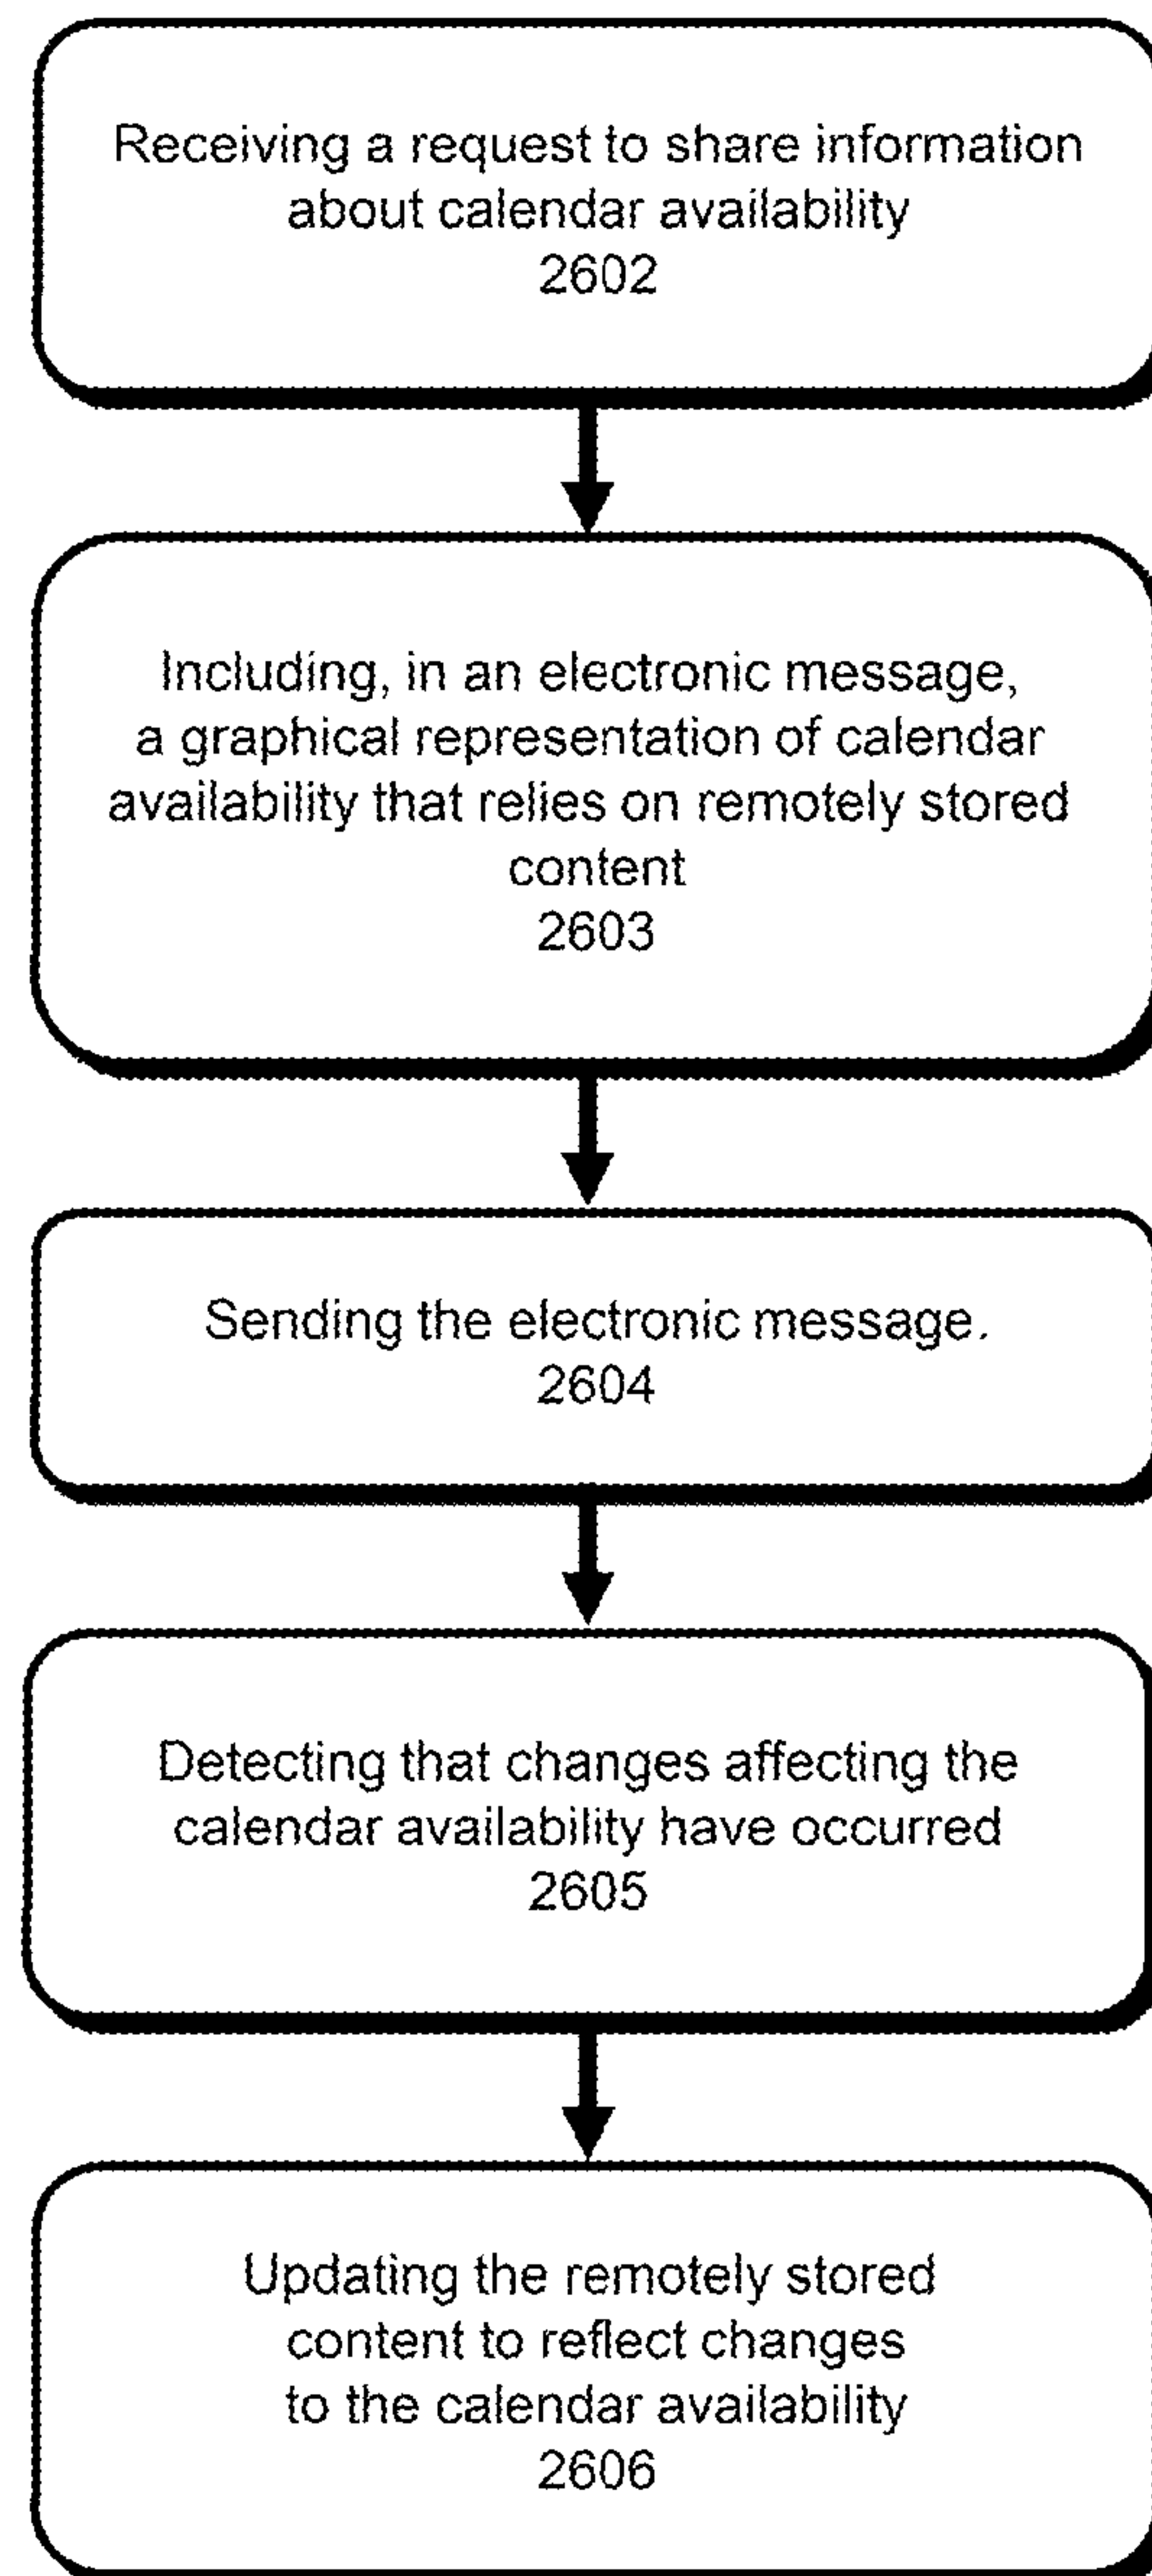 Receiving a request to share information
about calendar availability
2602
Including, in an electronic message,
a graphical representation of calendar
availability that relies on remotely stored
content
2603
Sending the electronic message.
2604
Detecting that changes affecting the
calendar availability have occurred
2605
Updating the remotely stored
content to reflect changes
to the calendar availability
2606